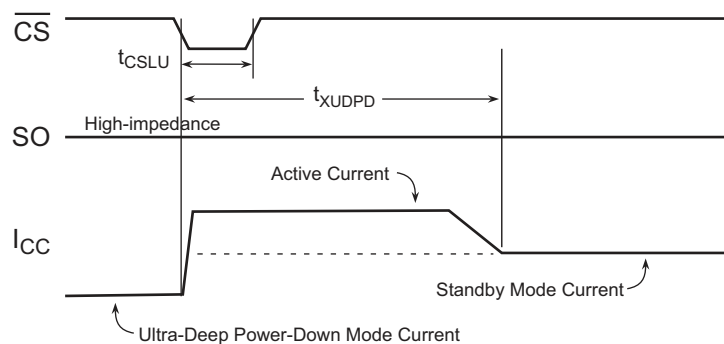 CS
tCSLU
tXUDPD
High-impedance
SO
Active Current
ICC
Standby Mode Current
Ultra-Deep Power-Down Mode Current